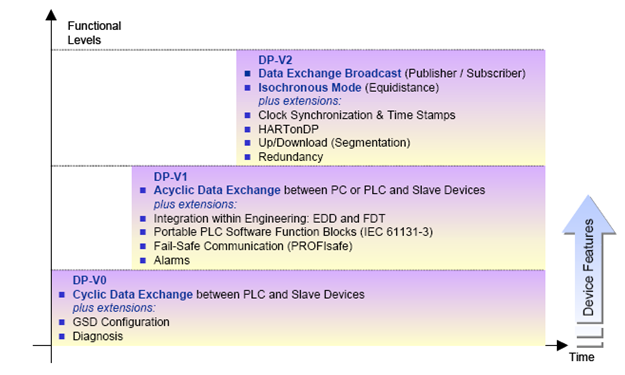 Functional
Levels
DP-V2
Data Exchange Broadcast (Publisher / Subscriber)
Isochronous Mode (Equidistance)
plus extensions:
Clock Synchronization & Time Stamps
HARTonDP
Up/Download (Segmentation)
Redundancy
DP-V1
Acyclic Data Exchange between PC or PLC and Slave Devices
plus extensions:
Integration within Engineering: EDD and FDT
Portable PLC Software Function Blocks (IEC 61131-3)
Fail-Safe Communication (PROFIsafe)
Alarms
DP-V0
Cyclic Data Exchange between PLC and Slave Devices
plus extensions:
GSD Configuration
Diagnosis
Device Features
Time